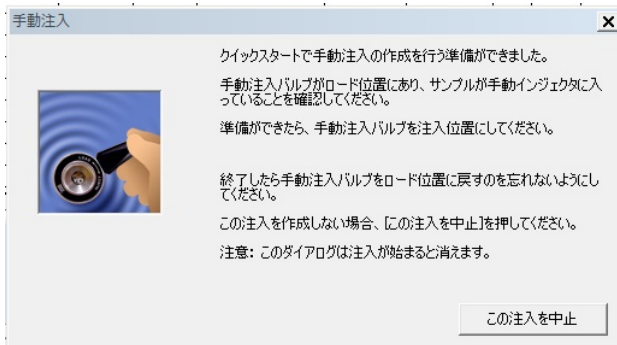 手動注入
クイックスタートで手動注入の作成を行う準備ができました。
手動注入バルブがロード位置にあり、サンプルが手動インジェクタに入
っていることを確認してください。
準備ができたら、手動注入バルブを注入位置にしてください。
終了したら手動注入バルブをロード位置に戻すのを忘れないようにし
てください。
この注入を作成しない場合、[この注入を中止]を押してください。
注意: このダイアログは注入が始まると消えます。
この注入を中止